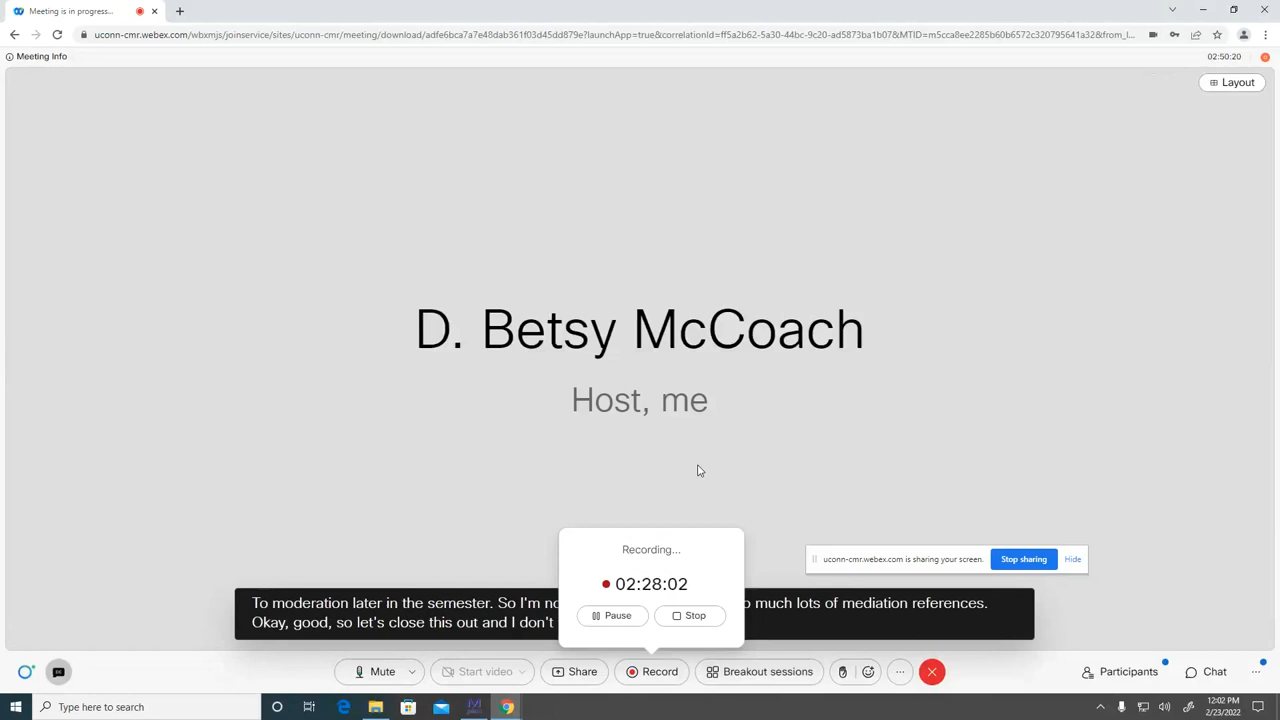 Meeting is in progress...
uconn-cmr.webex.com/wbxmjs/joinservice/sites/uconn-cmr/meeting/download/adfe6bca7a7e48dab361f03d45dd879e?launchApp=true&correlationId=ff5a2b62-5a30-44bc-9c20-ad5873ba1b07&MTID=m5cca8ee2285b60b6572c320795641a32&from_l...
Meeting Info
02:50:20
Layout
D. Betsy McCoach
Host, me
Recording...
02:28:02
Pause
Stop
uconn-cmr.webex.com is sharing your screen.
Stop sharing
Hide
To moderation later in the semester. So I'm much lots of mediation references.
Okay, good, so let's close this out and I don't
Mute
Start video
Share
Record
Breakout sessions
Participants
Chat
Type here to search
12:02 PM
2/23/2022